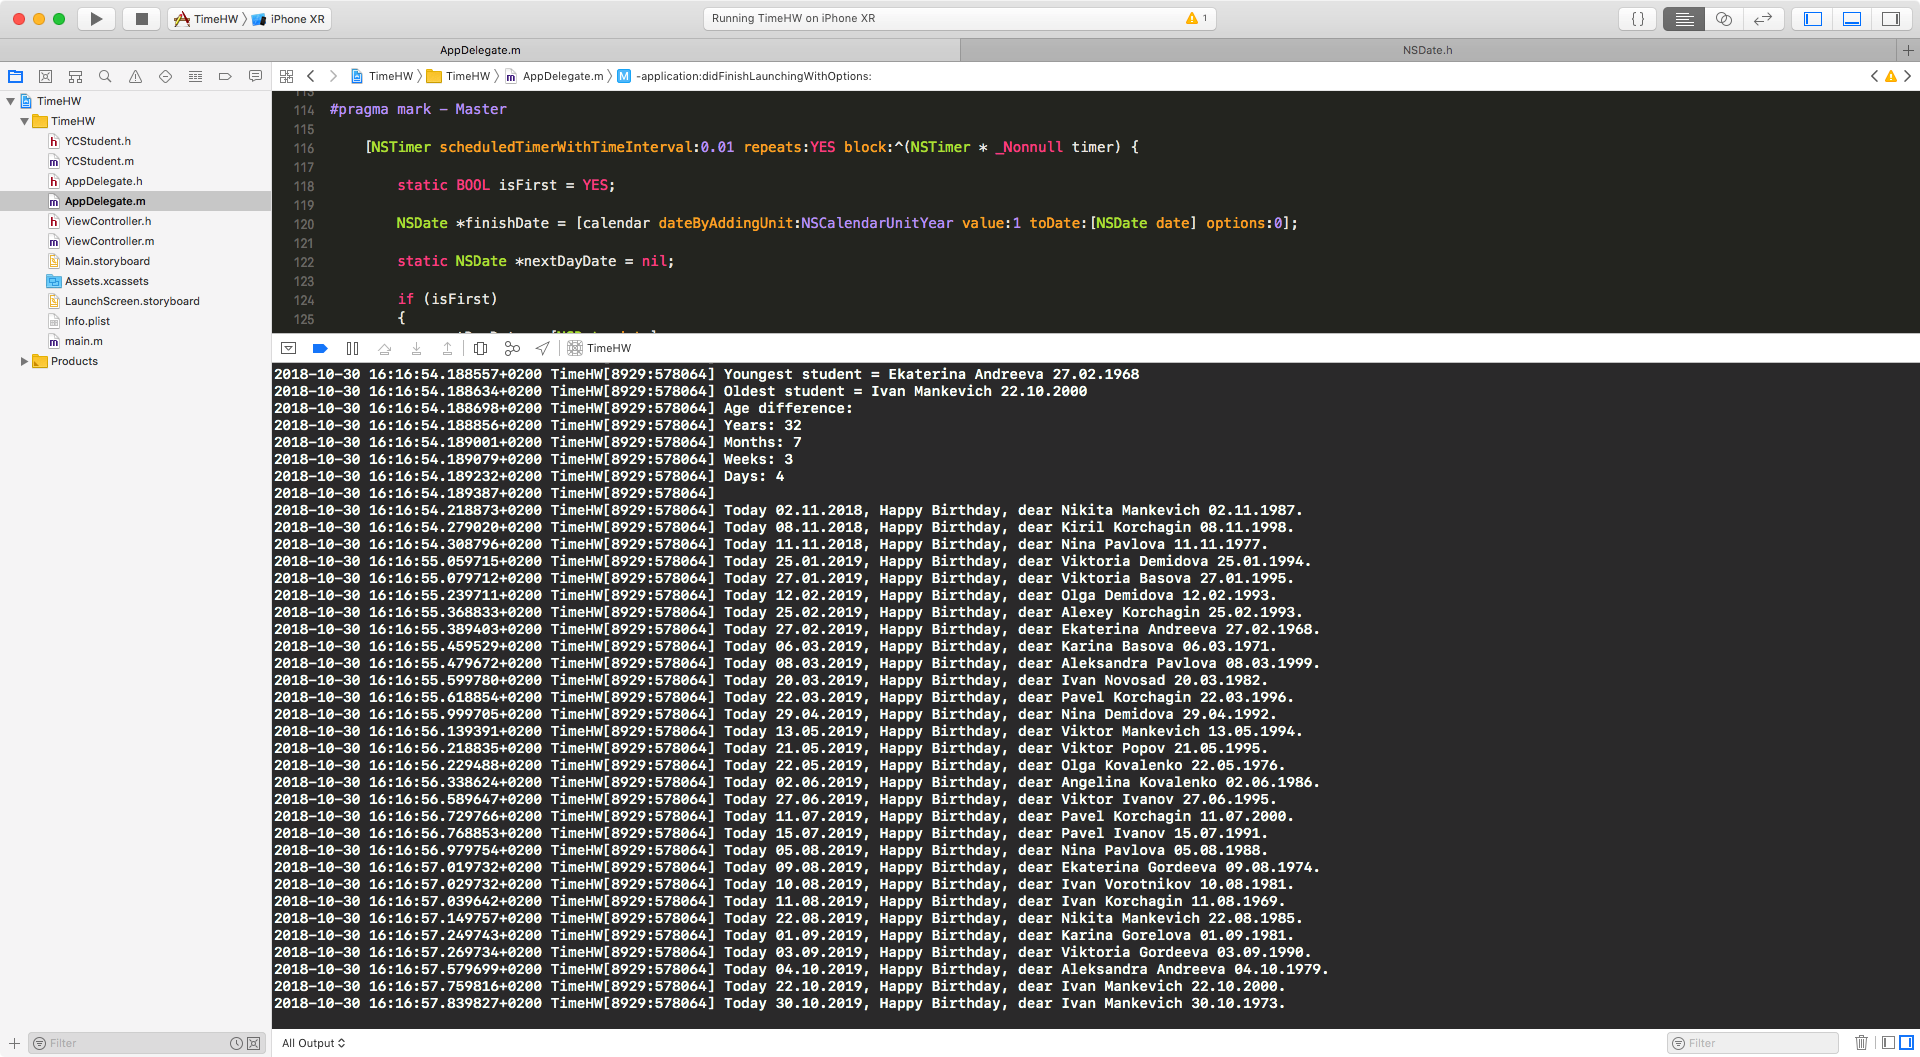 TimeHW
iPhone XR
Running TimeHW on iPhone XR
1
AppDelegate.m
NSDate.h
TimeHW
TimeHW
AppDelegate.m
-application:didFinishLaunchingWithOptions:
TimeHW
TimeHW
YCStudent.h
YCStudent.m
AppDelegate.h
AppDelegate.m
ViewController.h
ViewController.m
Main.storyboard
Assets.xcassets
LaunchScreen.storyboard
Info.plist
main.m
Products
113
114 #pragma mark - Master
115
116 [NSTimer scheduledTimerWithTimeInterval:0.01 repeats:YES block:^(NSTimer * _Nonnull timer) {
117
118 static BOOL isFirst = YES;
119
120 NSDate *finishDate = [calendar dateByAddingUnit:NSCalendarUnitYear value:1 toDate:[NSDate date] options:0];
121
122 static NSDate *nextDayDate = nil;
123
124 if (isFirst)
125 {
TimeHW
2018-10-30 16:16:54.188557+0200 TimeHW[8929:578064] Youngest student = Ekaterina Andreeva 27.02.1968
2018-10-30 16:16:54.188634+0200 TimeHW[8929:578064] Oldest student = Ivan Mankevich 22.10.2000
2018-10-30 16:16:54.188698+0200 TimeHW[8929:578064] Age difference:
2018-10-30 16:16:54.188856+0200 TimeHW[8929:578064] Years: 32
2018-10-30 16:16:54.189001+0200 TimeHW[8929:578064] Months: 7
2018-10-30 16:16:54.189079+0200 TimeHW[8929:578064] Weeks: 3
2018-10-30 16:16:54.189232+0200 TimeHW[8929:578064] Days: 4
2018-10-30 16:16:54.189387+0200 TimeHW[8929:578064]
2018-10-30 16:16:54.218873+0200 TimeHW[8929:578064] Today 02.11.2018, Happy Birthday, dear Nikita Mankevich 02.11.1987.
2018-10-30 16:16:54.279020+0200 TimeHW[8929:578064] Today 08.11.2018, Happy Birthday, dear Kiril Korchagin 08.11.1998.
2018-10-30 16:16:54.308796+0200 TimeHW[8929:578064] Today 11.11.2018, Happy Birthday, dear Nina Pavlova 11.11.1977.
2018-10-30 16:16:55.059715+0200 TimeHW[8929:578064] Today 25.01.2019, Happy Birthday, dear Viktoria Demidova 25.01.1994.
2018-10-30 16:16:55.079712+0200 TimeHW[8929:578064] Today 27.01.2019, Happy Birthday, dear Viktoria Basova 27.01.1995.
2018-10-30 16:16:55.239711+0200 TimeHW[8929:578064] Today 12.02.2019, Happy Birthday, dear Olga Demidova 12.02.1993.
2018-10-30 16:16:55.368833+0200 TimeHW[8929:578064] Today 25.02.2019, Happy Birthday, dear Alexey Korchagin 25.02.1993.
2018-10-30 16:16:55.389403+0200 TimeHW[8929:578064] Today 27.02.2019, Happy Birthday, dear Ekaterina Andreeva 27.02.1968.
2018-10-30 16:16:55.459529+0200 TimeHW[8929:578064] Today 06.03.2019, Happy Birthday, dear Karina Basova 06.03.1971.
2018-10-30 16:16:55.479672+0200 TimeHW[8929:578064] Today 08.03.2019, Happy Birthday, dear Aleksandra Pavlova 08.03.1999.
2018-10-30 16:16:55.599780+0200 TimeHW[8929:578064] Today 20.03.2019, Happy Birthday, dear Ivan Novosad 20.03.1982.
2018-10-30 16:16:55.618854+0200 TimeHW[8929:578064] Today 22.03.2019, Happy Birthday, dear Pavel Korchagin 22.03.1996.
2018-10-30 16:16:55.999705+0200 TimeHW[8929:578064] Today 29.04.2019, Happy Birthday, dear Nina Demidova 29.04.1992.
2018-10-30 16:16:56.139391+0200 TimeHW[8929:578064] Today 13.05.2019, Happy Birthday, dear Viktor Mankevich 13.05.1994.
2018-10-30 16:16:56.218835+0200 TimeHW[8929:578064] Today 21.05.2019, Happy Birthday, dear Viktor Popov 21.05.1995.
2018-10-30 16:16:56.229488+0200 TimeHW[8929:578064] Today 22.05.2019, Happy Birthday, dear Olga Kovalenko 22.05.1976.
2018-10-30 16:16:56.338624+0200 TimeHW[8929:578064] Today 02.06.2019, Happy Birthday, dear Angelina Kovalenko 02.06.1986.
2018-10-30 16:16:56.589647+0200 TimeHW[8929:578064] Today 27.06.2019, Happy Birthday, dear Viktor Ivanov 27.06.1995.
2018-10-30 16:16:56.729766+0200 TimeHW[8929:578064] Today 11.07.2019, Happy Birthday, dear Pavel Korchagin 11.07.2000.
2018-10-30 16:16:56.768853+0200 TimeHW[8929:578064] Today 15.07.2019, Happy Birthday, dear Pavel Ivanov 15.07.1991.
2018-10-30 16:16:56.979754+0200 TimeHW[8929:578064] Today 05.08.2019, Happy Birthday, dear Nina Pavlova 05.08.1988.
2018-10-30 16:16:57.019732+0200 TimeHW[8929:578064] Today 09.08.2019, Happy Birthday, dear Ekaterina Gordeeva 09.08.1974.
2018-10-30 16:16:57.029732+0200 TimeHW[8929:578064] Today 10.08.2019, Happy Birthday, dear Ivan Vorotnikov 10.08.1981.
2018-10-30 16:16:57.039642+0200 TimeHW[8929:578064] Today 11.08.2019, Happy Birthday, dear Ivan Korchagin 11.08.1969.
2018-10-30 16:16:57.149757+0200 TimeHW[8929:578064] Today 22.08.2019, Happy Birthday, dear Nikita Mankevich 22.08.1985.
2018-10-30 16:16:57.249743+0200 TimeHW[8929:578064] Today 01.09.2019, Happy Birthday, dear Karina Gorelova 01.09.1981.
2018-10-30 16:16:57.269734+0200 TimeHW[8929:578064] Today 03.09.2019, Happy Birthday, dear Viktoria Gordeeva 03.09.1990.
2018-10-30 16:16:57.579699+0200 TimeHW[8929:578064] Today 04.10.2019, Happy Birthday, dear Aleksandra Andreeva 04.10.1979.
2018-10-30 16:16:57.759816+0200 TimeHW[8929:578064] Today 22.10.2019, Happy Birthday, dear Ivan Mankevich 22.10.2000.
2018-10-30 16:16:57.839827+0200 TimeHW[8929:578064] Today 30.10.2019, Happy Birthday, dear Ivan Mankevich 30.10.1973.
Filter
All Output
Filter